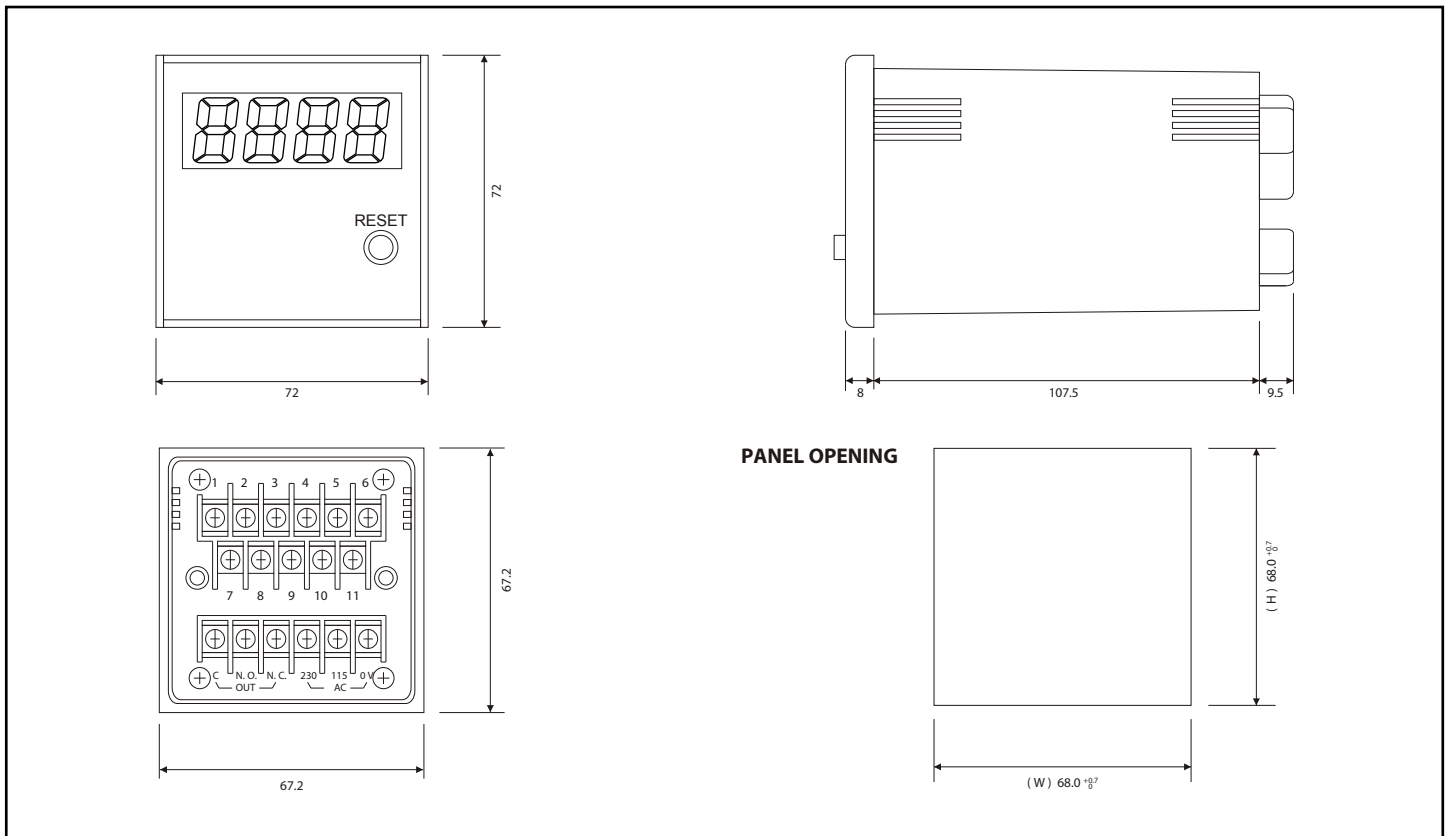 RESET
72
72
8
107.5
9.5
1 2 3 4 5 6
7 8 9 10 11
C N. O. N. C. 230 115 0 V
OUT AC
67.2
67.2
PANEL OPENING
( H ) 68.0 +0.7 0
( W ) 68.0 +0.7 0